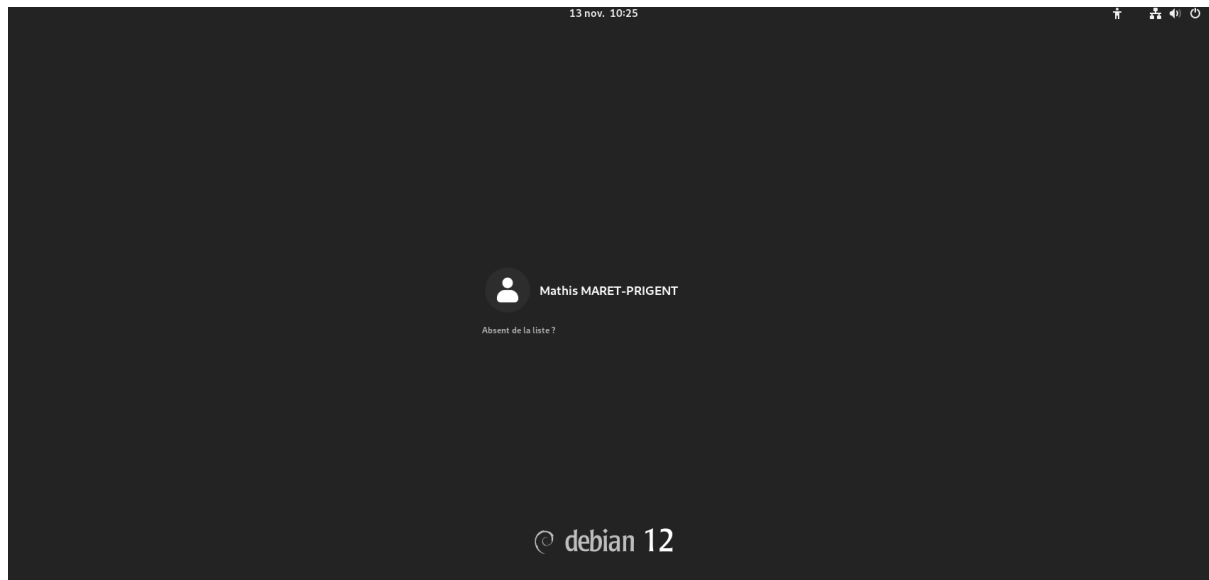 13 nov. 10:25
Mathis MARET-PRIGENT
Absent de la liste ?
debian 12